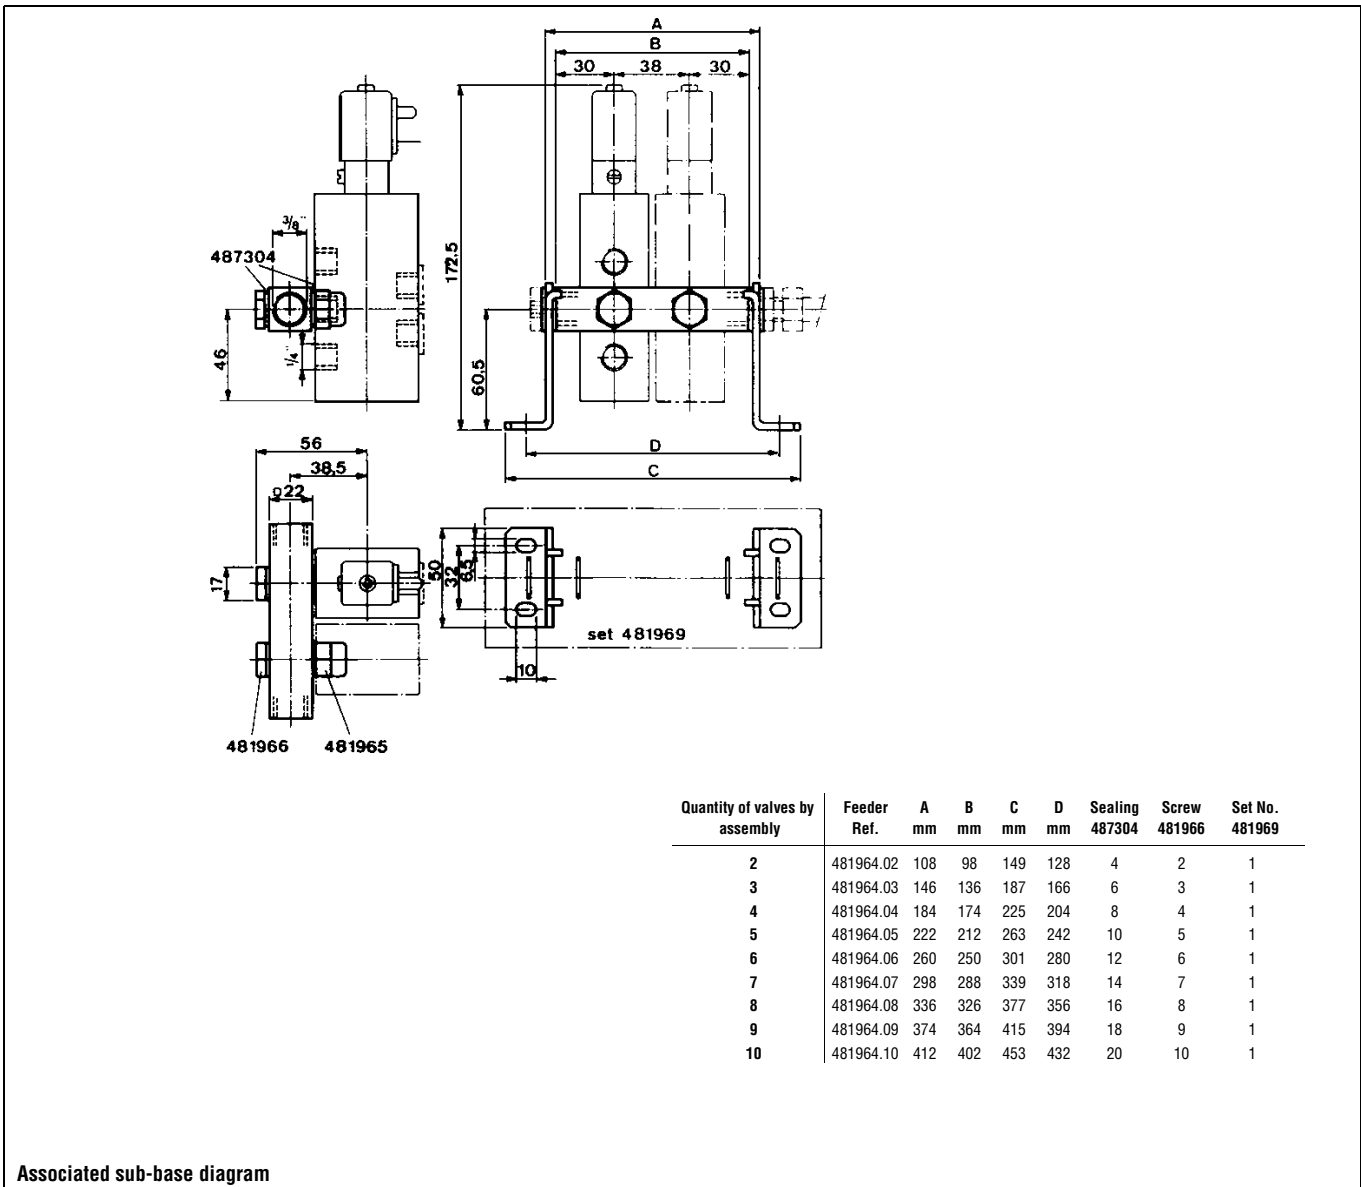 A
B
30 38 30
3/8"
487304
172,5
46
1/4"
60,5
D
C
56
38,5
22
17
50
32
6,5
set 481969
10
481966 481965
Quantity of valves by assembly Feeder Ref. A mm B mm C mm D mm Sealing 487304 Screw 481966 Set No. 481969
2 481964.02 108 98 149 128 4 2 1
3 481964.03 146 136 187 166 6 3 1
4 481964.04 184 174 225 204 8 4 1
5 481964.05 222 212 263 242 10 5 1
6 481964.06 260 250 301 280 12 6 1
7 481964.07 298 288 339 318 14 7 1
8 481964.08 336 326 377 356 16 8 1
9 481964.09 374 364 415 394 18 9 1
10 481964.10 412 402 453 432 20 10 1
Associated sub-base diagram